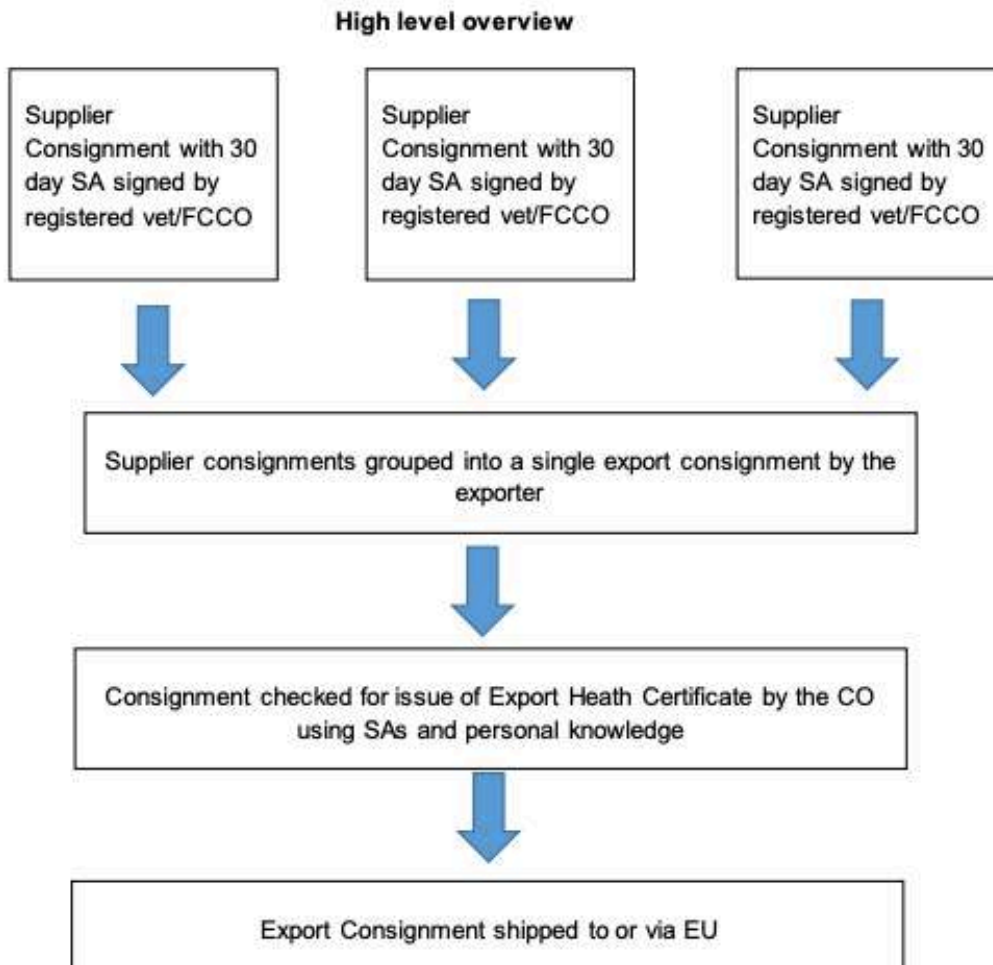 High level overview
Supplier
Consignment with 30
day SA signed by
registered vet/FCCO
Supplier
Consignment with 30
day SA signed by
registered vet/FCCO
Supplier
Consignment with 30
day SA signed by
registered vet/FCCO
Supplier consignments grouped into a single export consignment by the
exporter
Consignment checked for issue of Export Heath Certificate by the CO
using SAs and personal knowledge
Export Consignment shipped to or via EU